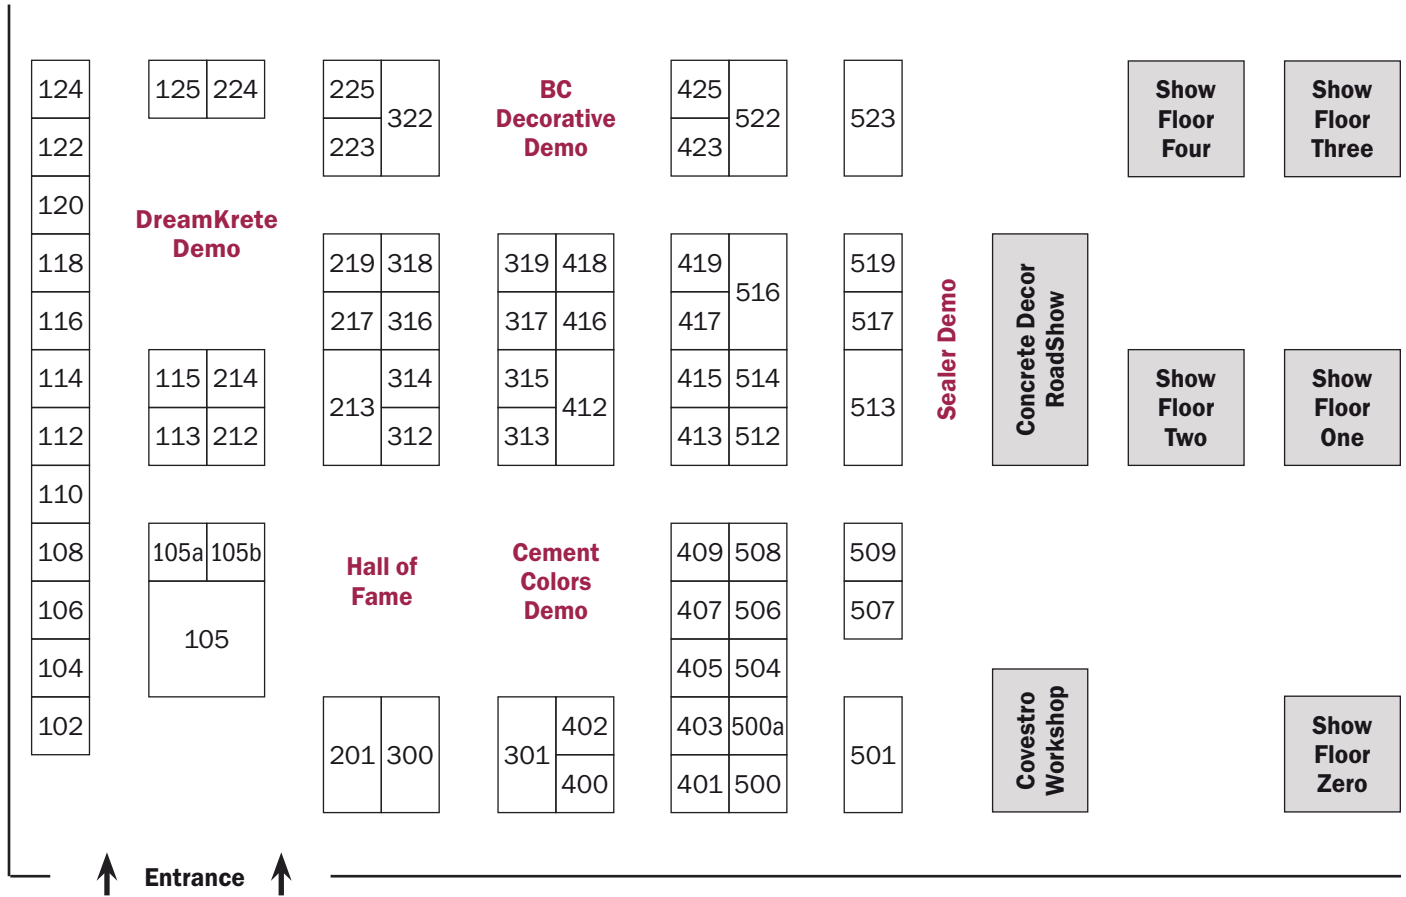 124
125 224
225
322
BC
Decorative
Demo
425
522
523
Show
Floor
Four
Show
Floor
Three
122
223
423
120
DreamKrete
Demo
118
219 318
319 418
419
516
519
Sealer Demo
Concrete Decor
RoadShow
116
217 316
317 416
417
517
114
115 214
213
314
315
412
415 514
513
Show
Floor
Two
Show
Floor
One
112
113 212
312
313
413 512
110
108
105a 105b
Hall of
Fame
Cement
Colors
Demo
409 508
509
106
105
407 506
507
104
405 504
Covestro
Workshop
102
201 300
301
402
403 500a
501
Show
Floor
Zero
400
401 500
Entrance